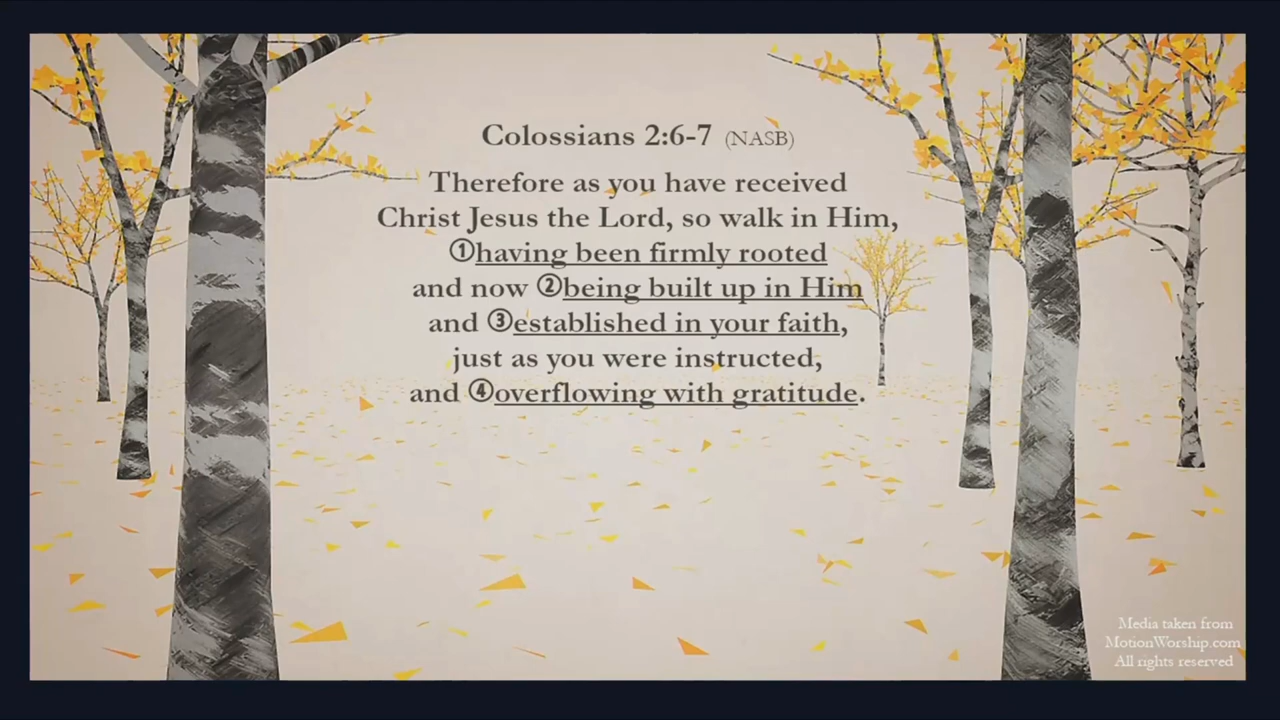 Colossians 2:6-7 (NASB)
Therefore as you have received
Christ Jesus the Lord, so walk in Him,
①having been firmly rooted
and now ②being built up in Him
and ③established in your faith,
just as you were instructed,
and ④overflowing with gratitude.
Media taken from
MotionWorship.com
All rights reserved